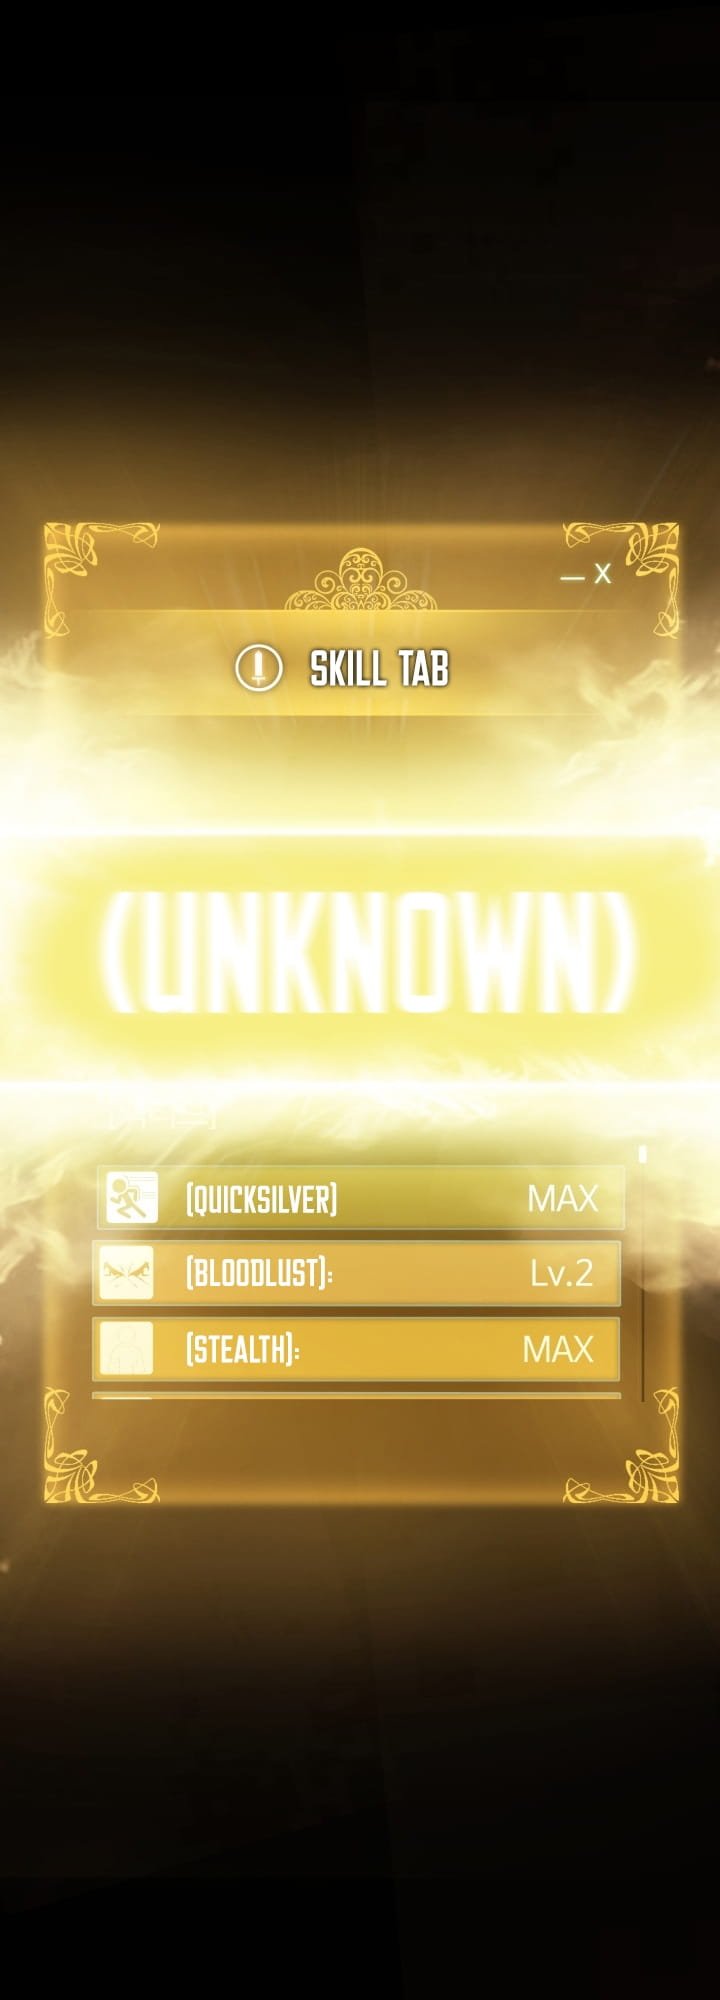 — X
SKILL TAB
(UNKNOWN)
[QUICKSILVER] MAX
[BLOODLUST]: Lv.2
[STEALTH]: MAX